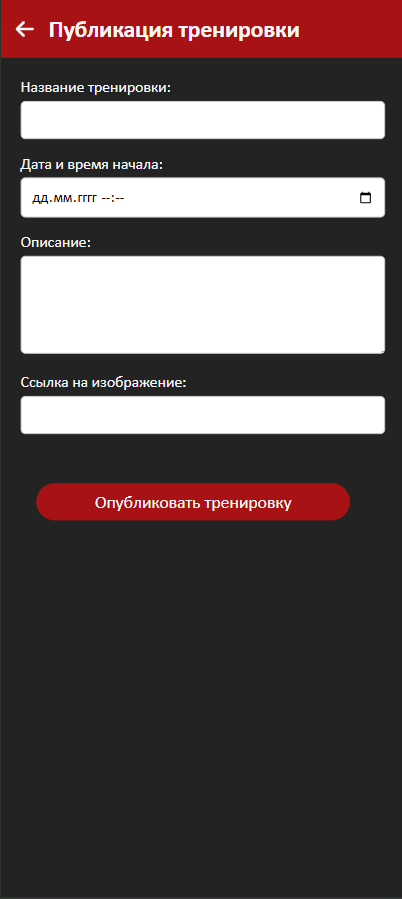 Публикация тренировки
Название тренировки:
Дата и время начала:
дд.мм.гггг --:--
Описание:
Ссылка на изображение:
Опубликовать тренировку